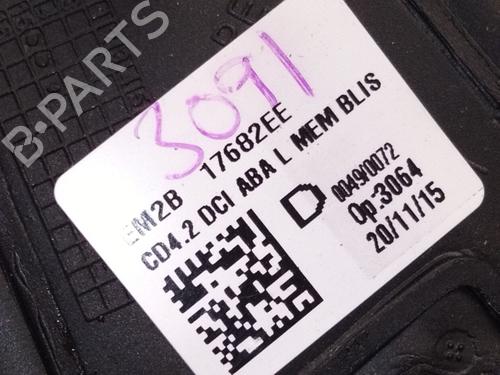 B-PARTS
3091
EM2B 17682EE
CD4.2 DCI ABA L MEM BLIS
D
0049/0072
Op:3064
20/11/15